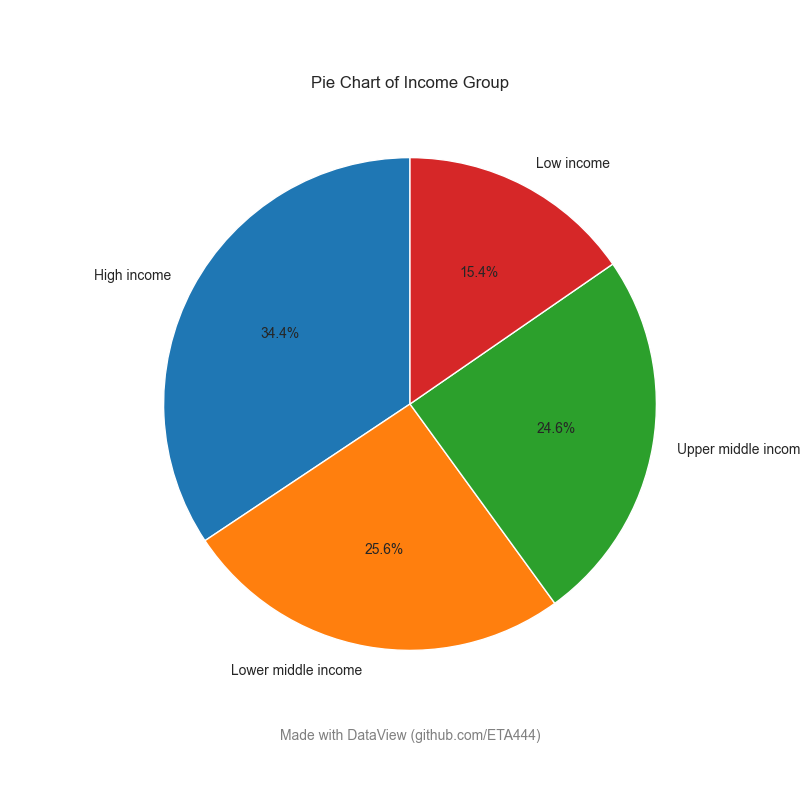 Pie Chart of Income Group
Low income
15.4%
High income
34.4%
24.6%
Upper middle incom
25.6%
Lower middle income
Made with DataView (github.com/ETA444)